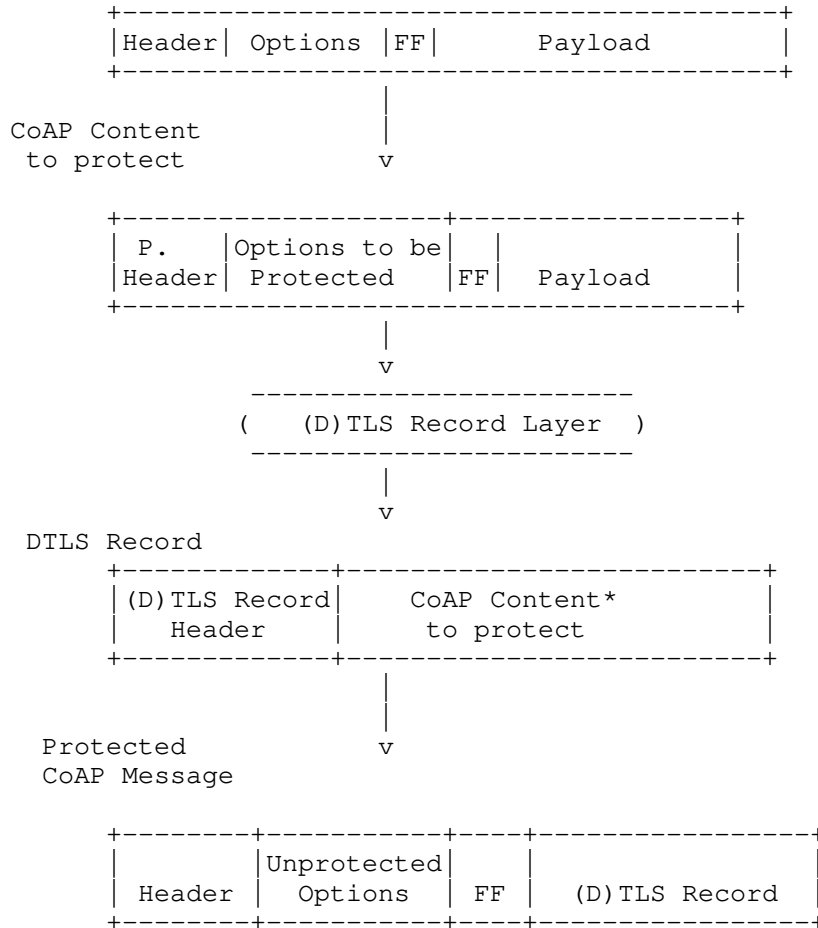 |Header| Options |FF| Payload |
|
CoAP Content |
to protect v
| P. |Options to be| | |
|Header| Protected |FF| Payload |
|
v
( (D)TLS Record Layer )
|
v
DTLS Record
|(D)TLS Record| CoAP Content* |
| Header | to protect |
|
|
Protected v
CoAP Message
| |Unprotected| | |
| Header | Options | FF | (D)TLS Record |